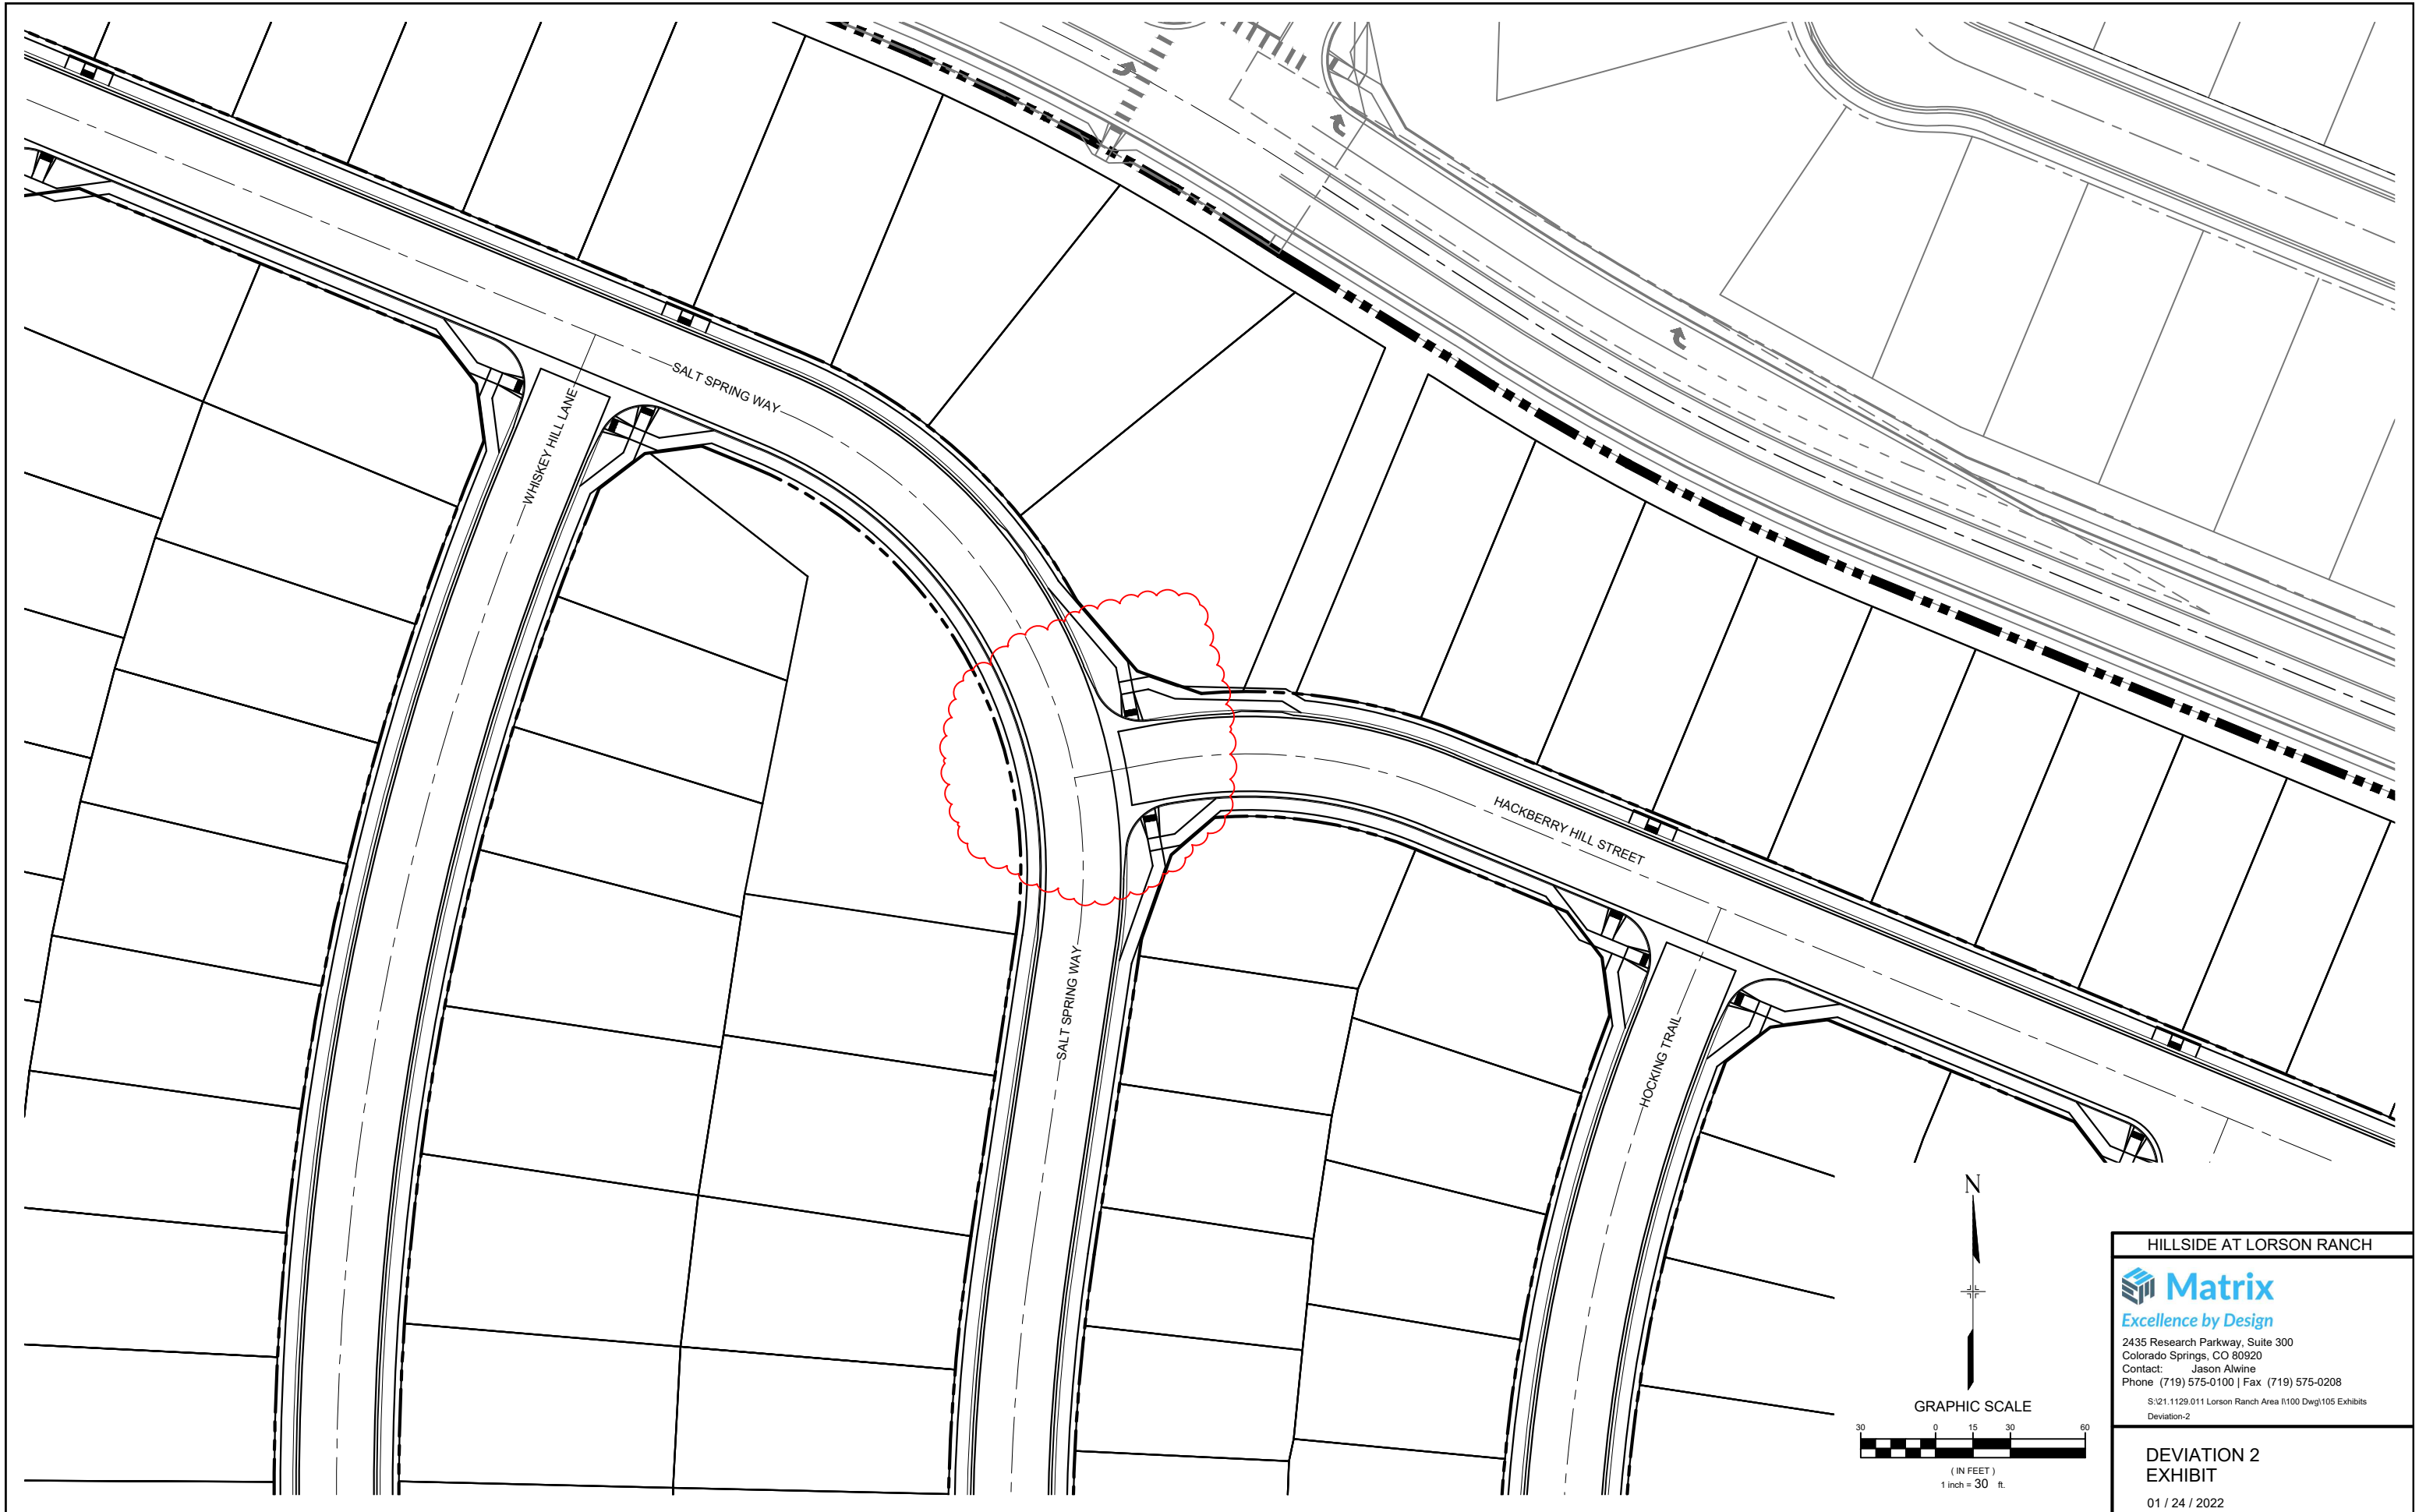 SALT SPRING WAY
WHISKEY HILL LANE
HACKBERRY HILL STREET
SALT SPRING WAY
HOCKING TRAIL
N
GRAPHIC SCALE
30 0 15 30 60
( IN FEET )
1 inch = 30 ft.
HILLSIDE AT LORSON RANCH
Matrix
Excellence by Design
2435 Research Parkway, Suite 300
Colorado Springs, CO 80920
Contact: Jason Alwine
Phone (719) 575-0100 | Fax (719) 575-0208
S:\21.1129.011 Lorson Ranch Area I\100 Dwg\105 Exhibits
Deviation-2
DEVIATION 2
EXHIBIT
01 / 24 / 2022